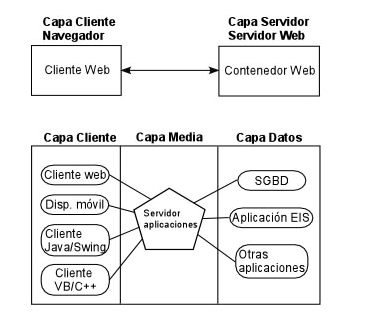 Capa Cliente
Navegador
Capa Servidor
Servidor Web
Cliente Web
Contenedor Web
Capa Cliente
Capa Media
Capa Datos
Cliente web
Disp. móvil
Cliente
Java/Swing
Cliente
VB/C++
Servidor
aplicaciones
SGBD
Aplicación EIS
Otras
aplicaciones